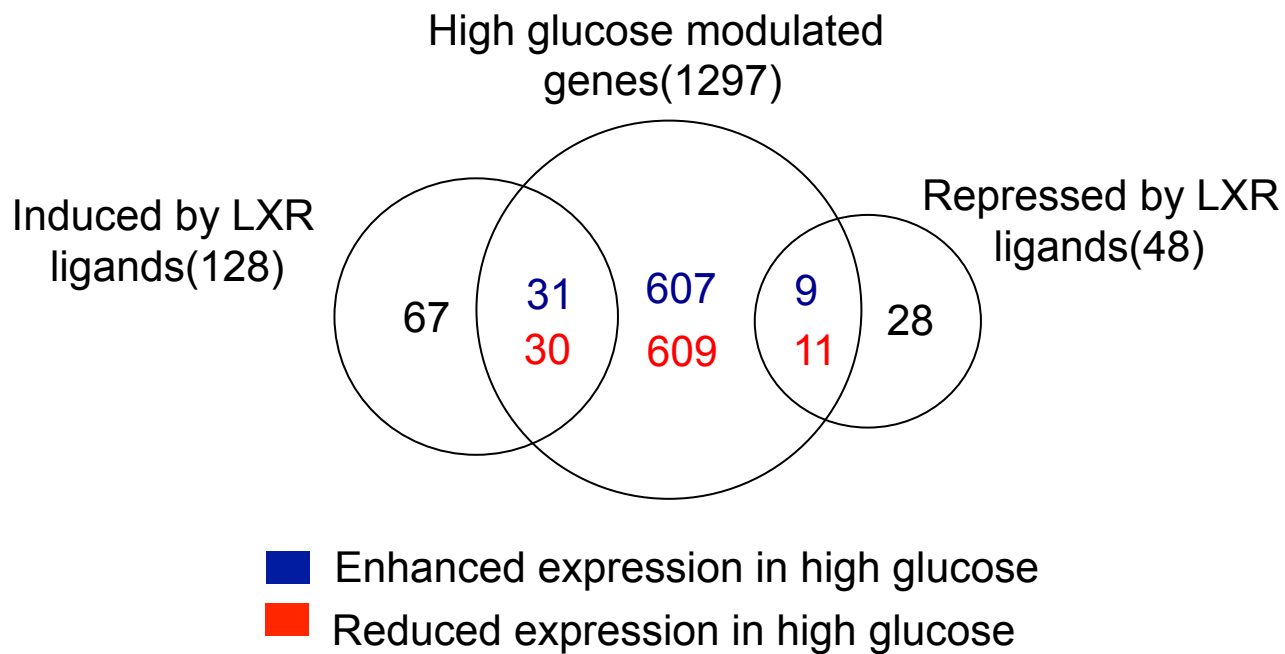 High glucose modulated
genes(1297)
Induced by LXR
ligands(128)
Repressed by LXR
ligands(48)
67
31
30
607
609
9
11
28
Enhanced expression in high glucose
Reduced expression in high glucose